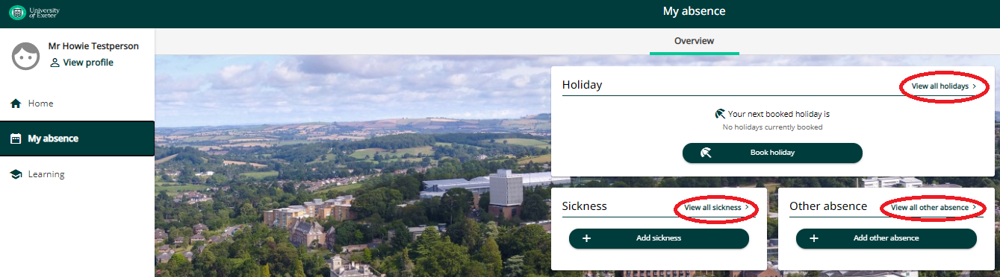 University
of Exeter
My absence
Mr Howie Testperson
View profile
Overview
Home
My absence
Learning
Holiday
View all holidays
Your next booked holiday is
No holidays currently booked
Book holiday
Sickness
View all sickness
Add sickness
Other absence
View all other absence
Add other absence